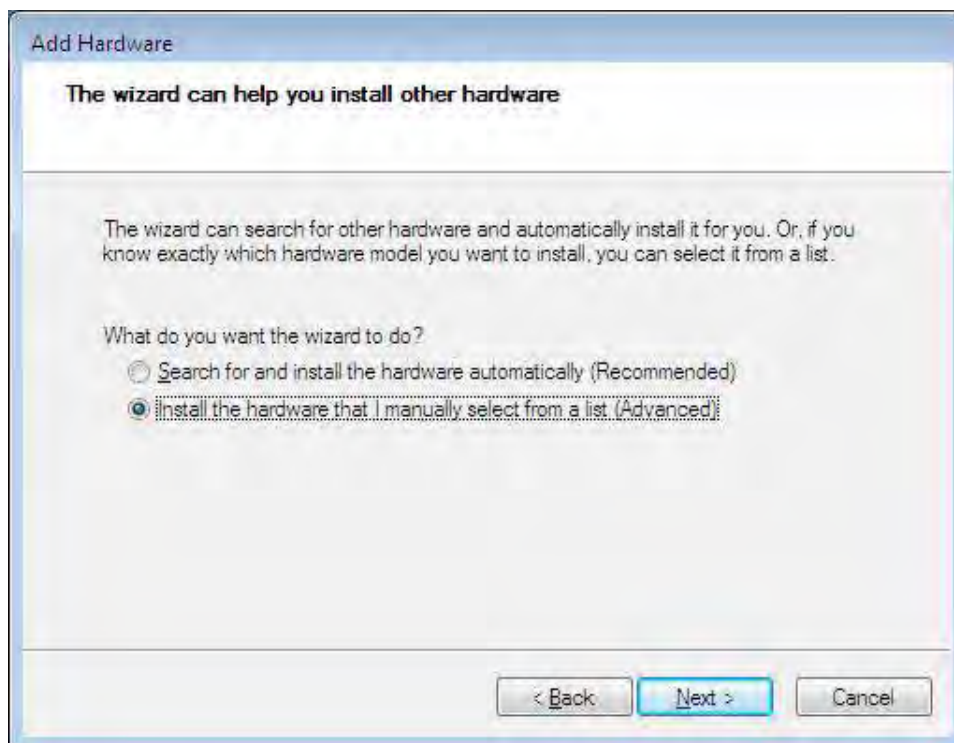 Add Hardware
The wizard can help you install other hardware
The wizard can search for other hardware and automatically install it for you. Or, if you
know exactly which hardware model you want to install, you can select it from a list.
What do you want the wizard to do?
Search for and install the hardware automatically (Recommended)
Install the hardware that I manually select from a list (Advanced)
< Back
Next >
Cancel